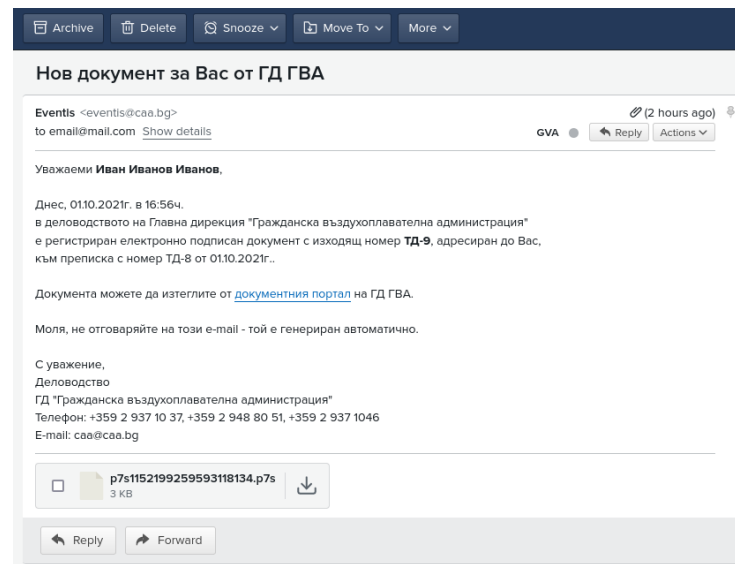 Archive Delete Snooze Move To More
Нов документ за Вас от ГД ГВА
Eventis <eventis@caa.bg> (2 hours ago)
to email@mail.com Show details GVA Reply Actions
Уважаеми Иван Иванов Иванов,
Днес, 01.10.2021г. в 16:56ч.
в деловодството на Главна дирекция "Гражданска въздухоплавателна администрация"
е регистриран електронно подписан документ с изходящ номер ТД-9, адресиран до Вас,
към преписка с номер ТД-8 от 01.10.2021г..
Документа можете да изтеглите от документния портал на ГД ГВА.
Моля, не отговаряйте на този e-mail - той е генериран автоматично.
С уважение,
Деловодство
ГД "Гражданска въздухоплавателна администрация"
Телефон: +359 2 937 10 37, +359 2 948 80 51, +359 2 937 1046
E-mail: caa@caa.bg
p7s1152199259593118134.p7s
3 KB
Reply Forward